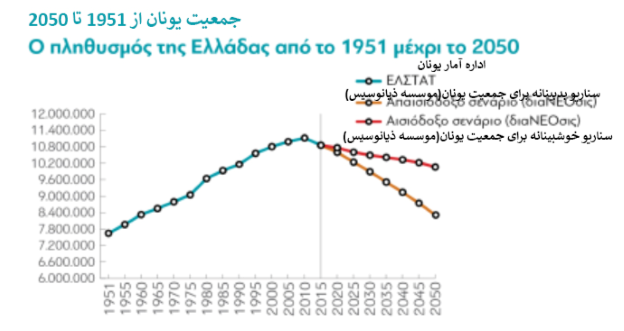 جمعیت یونان از 1951 تا 2050
Ο πληθυσμός της Ελλάδας από το 1951 μέχρι το 2050
اداره آمار یونان
ΕΛΣΤΑΤ
سناریو بدبینانه برای جمعیت یونان(موسسه ذیانوسیس)
Απαισιόδοξο σενάριο (διαΝΕΟσις)
Αισιόδοξο σενάριο (διαΝΕΟσις)
سناریو خوشبینانه برای جمعیت یونان(موسسه ذیانوسیس)
12.000.000
11.400.000
10.800.000
10.200.000
9.600.000
9.000.000
8.400.000
7.800.000
7.200.000
6.600.000
6.000.000
1951 1955 1960 1965 1970 1975 1980 1985 1990 1995 2000 2005 2010 2015 2020 2025 2030 2035 2040 2045 2050